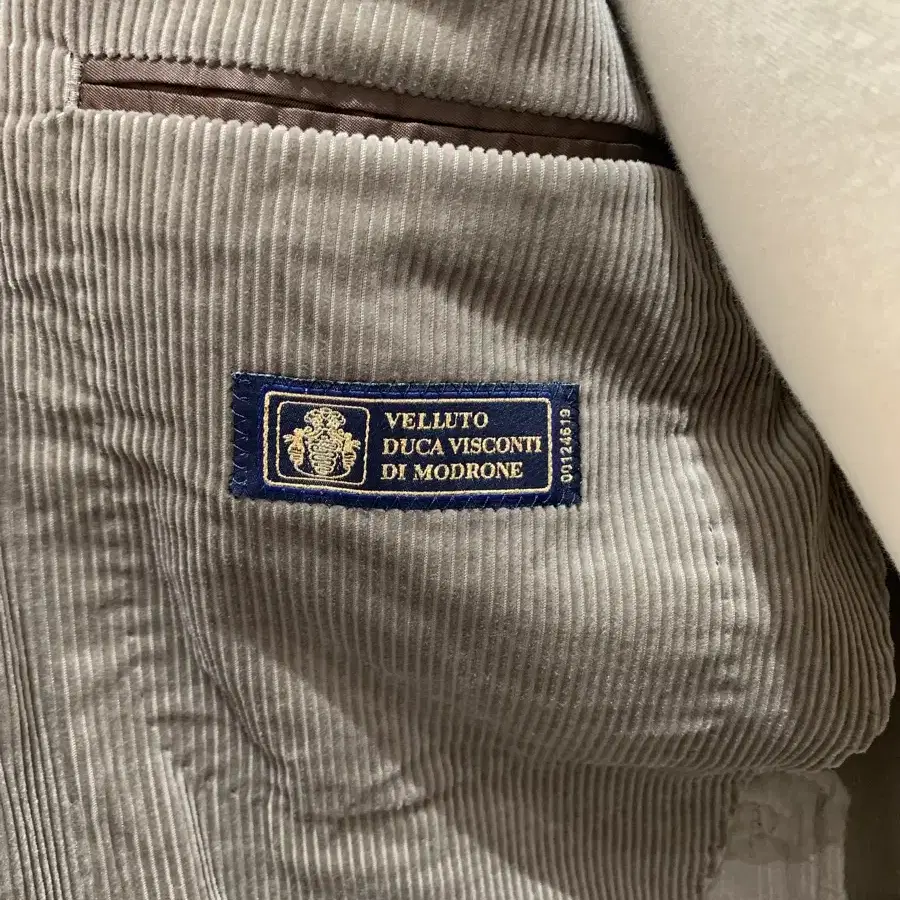 VELLUTO
DUCA VISCONTI
DI MODRONE
00124619